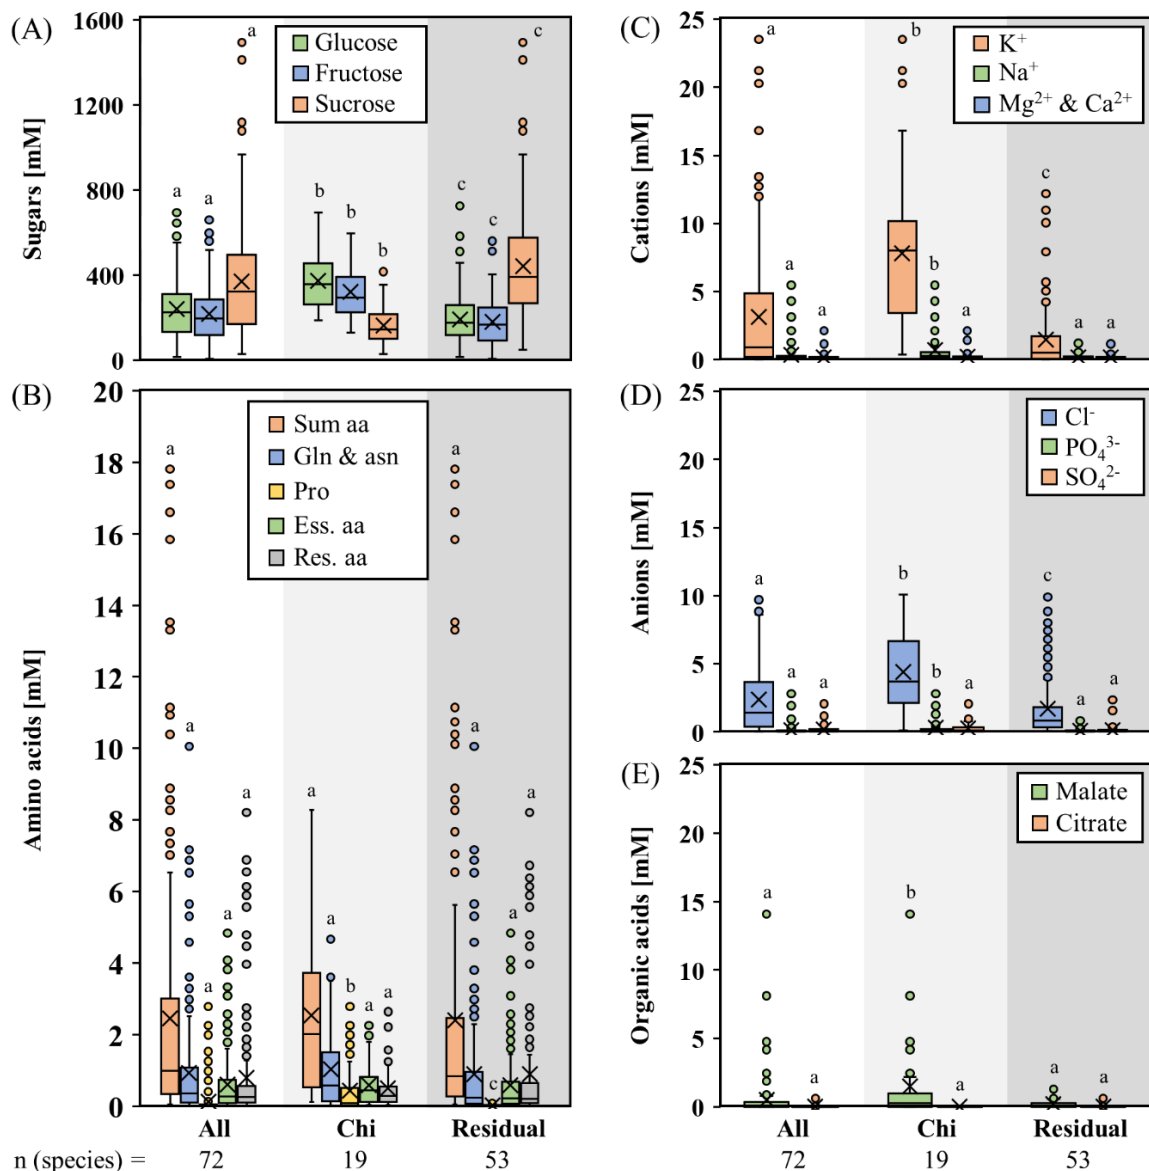 (A)
Sugars [mM]
1600
1200
800
400
0
Glucose
Fructose
Sucrose
a
a
a
b
b
b
c
c
c
(B)
Amino acids [mM]
20
18
16
14
12
10
8
6
4
2
0
Sum aa
Gln & asn
Pro
Ess. aa
Res. aa
a
a
a
a
a
a
a
b
a
a
a
a
c
a
a
All
Chi
Residual
n (species) =
72
19
53
(C)
Cations [mM]
25
20
15
10
5
0
K⁺
Na⁺
Mg²⁺ & Ca²⁺
a
a
a
b
b
a
c
a
a
(D)
Anions [mM]
25
20
15
10
5
0
Cl⁻
PO₄³⁻
SO₄²⁻
a
a
a
b
b
a
c
a
a
(E)
Organic acids [mM]
25
20
15
10
5
0
Malate
Citrate
a
a
b
a
a
a
All
Chi
Residual
72
19
53